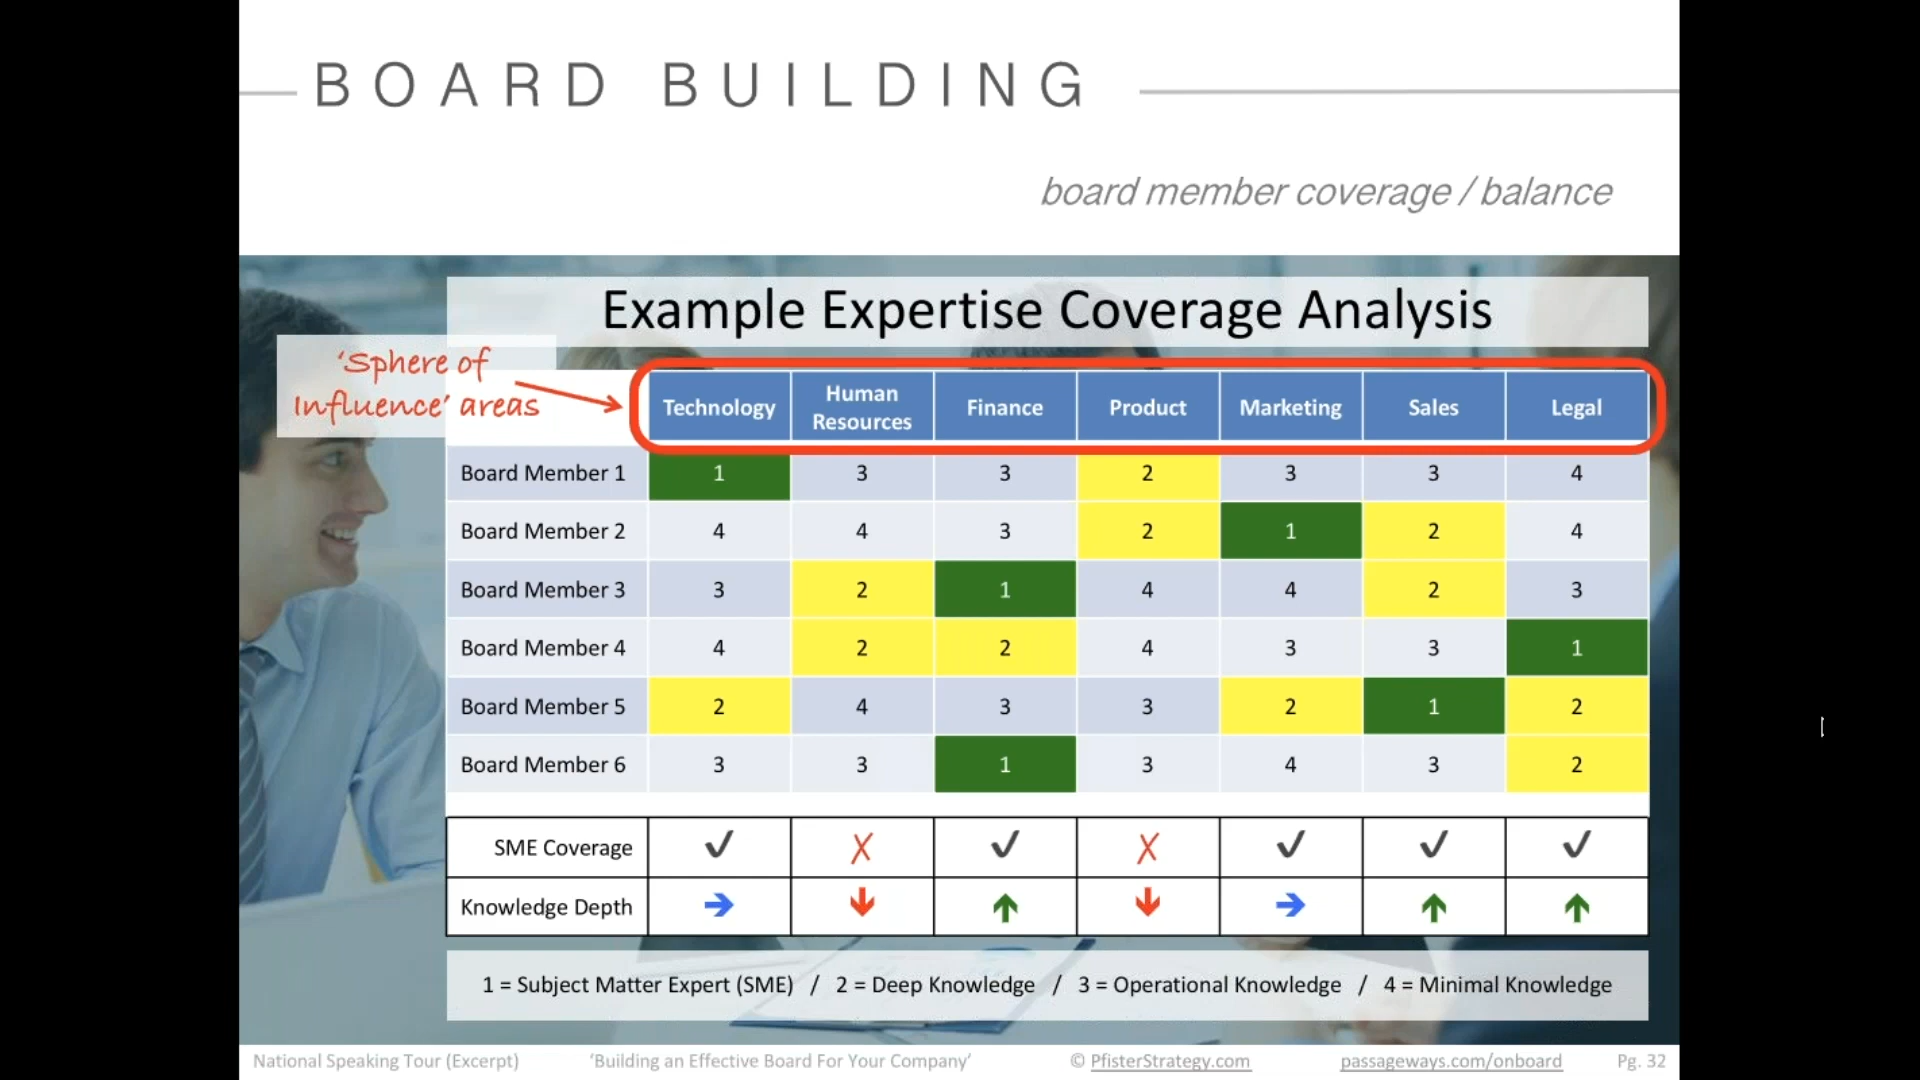 BOARD BUILDING
board member coverage / balance
Example Expertise Coverage Analysis
'Sphere of
Influence' areas
Technology Human Resources Finance Product Marketing Sales Legal
Board Member 1 1 3 3 2 3 3 4
Board Member 2 4 4 3 2 1 2 4
Board Member 3 3 2 1 4 4 2 3
Board Member 4 4 2 2 4 3 3 1
Board Member 5 2 4 3 3 2 1 2
Board Member 6 3 3 1 3 4 3 2
SME Coverage ✓ X ✓ X ✓ ✓ ✓
Knowledge Depth → ↓ ↑ ↓ → ↑ ↑
1 = Subject Matter Expert (SME) / 2 = Deep Knowledge / 3 = Operational Knowledge / 4 = Minimal Knowledge
National Speaking Tour (Excerpt) 'Building an Effective Board For Your Company' © PfisterStrategy.com passageways.com/onboard Pg. 32